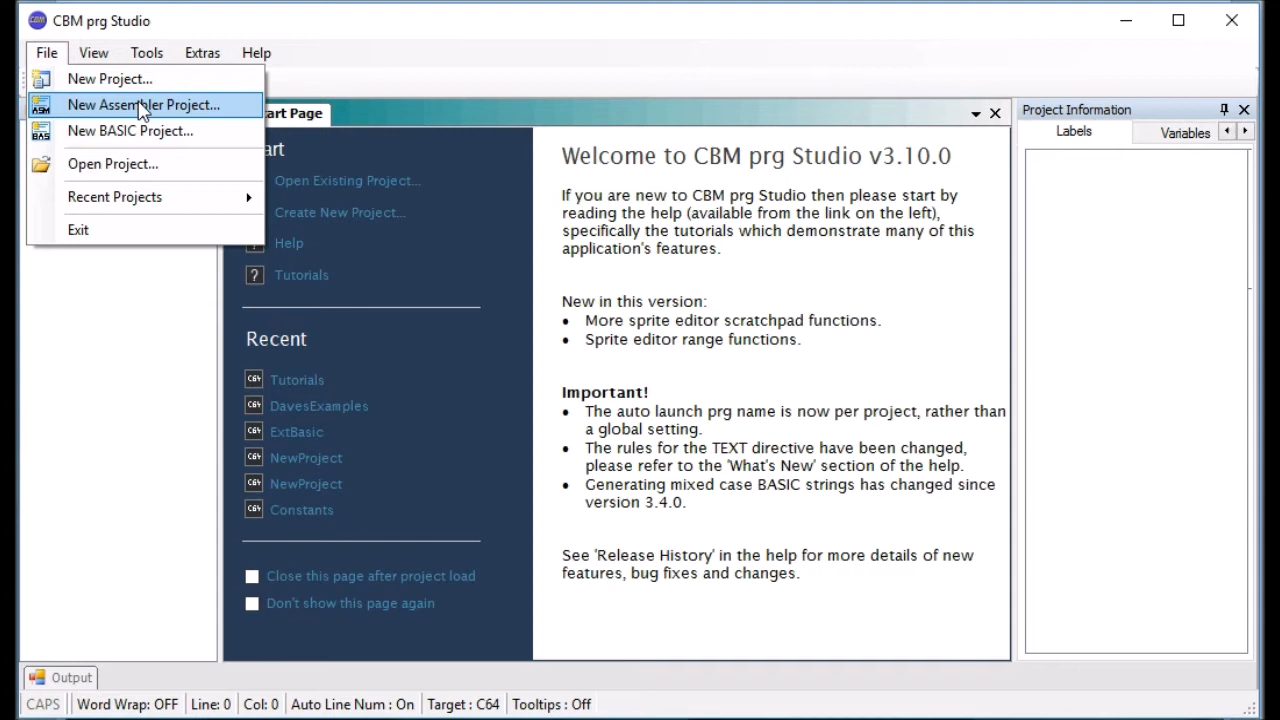 CBM prg Studio
File View Tools Extras Help
New Project...
New Assembler Project...
New BASIC Project...
Open Project...
Recent Projects
Exit
art Page
art
Open Existing Project...
Create New Project...
Help
Tutorials
Recent
Tutorials
DavesExamples
ExtBasic
NewProject
NewProject
Constants
Close this page after project load
Don't show this page again
Welcome to CBM prg Studio v3.10.0
If you are new to CBM prg Studio then please start by
reading the help (available from the link on the left),
specifically the tutorials which demonstrate many of this
application's features.
New in this version:
• More sprite editor scratchpad functions.
• Sprite editor range functions.
Important!
• The auto launch prg name is now per project, rather than
a global setting.
• The rules for the TEXT directive have been changed,
please refer to the 'What's New' section of the help.
• Generating mixed case BASIC strings has changed since
version 3.4.0.
See 'Release History' in the help for more details of new
features, bug fixes and changes.
Project Information
Labels Variables
Output
CAPS Word Wrap: OFF Line: 0 Col: 0 Auto Line Num : On Target : C64 Tooltips : Off